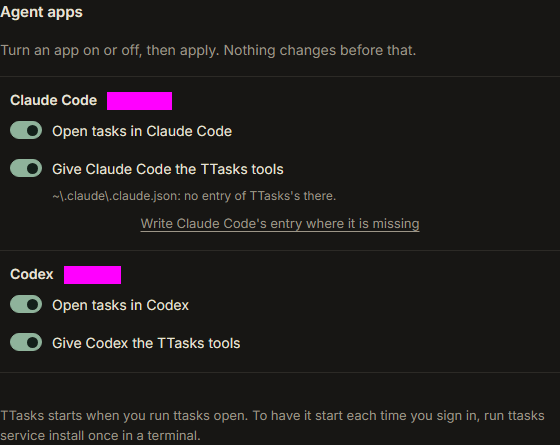 Agent apps
Turn an app on or off, then apply. Nothing changes before that.
Claude Code
Open tasks in Claude Code
Give Claude Code the TTasks tools
~\.claude\.claude.json: no entry of TTasks's there.
Write Claude Code's entry where it is missing
Codex
Open tasks in Codex
Give Codex the TTasks tools
TTasks starts when you run ttasks open. To have it start each time you sign in, run ttasks
service install once in a terminal.